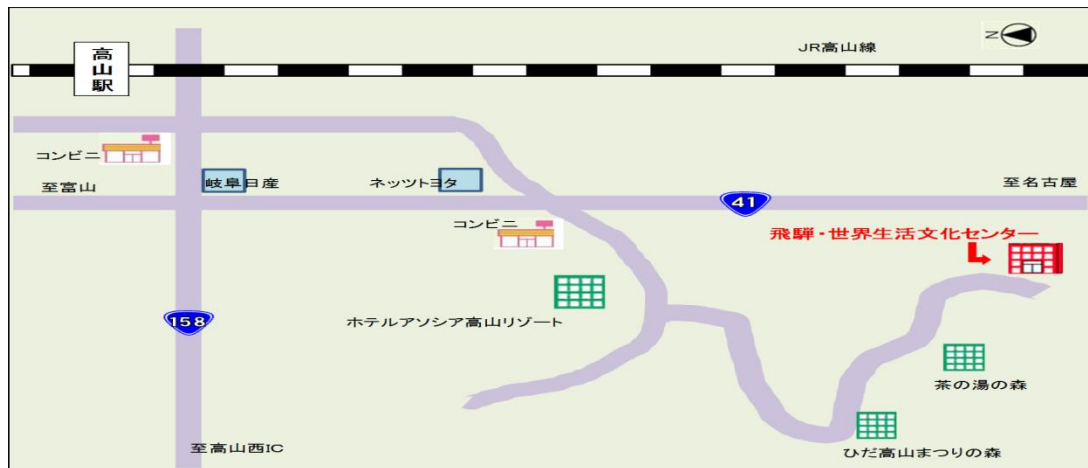 高山駅
JR高山線
N
コンビニ
至富山
岐阜日産
ネッツトヨタ
至名古屋
41
コンビニ
飛騨・世界生活文化センター
158
ホテルアソシア高山リゾート
茶の湯の森
至高山西IC
ひだ高山まつりの森